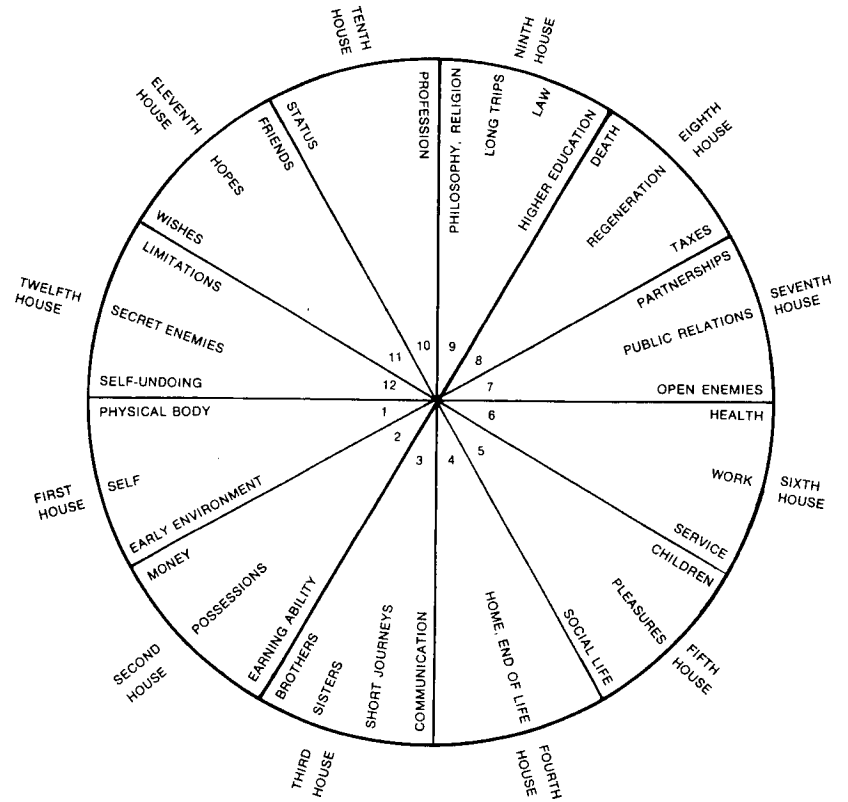 TENTH
HOUSE
PROFESSION
STATUS
10
NINTH
HOUSE
PHILOSOPHY, RELIGION
LONG TRIPS
LAW
HIGHER EDUCATION
9
EIGHTH
HOUSE
DEATH
REGENERATION
TAXES
8
SEVENTH
HOUSE
PARTNERSHIPS
PUBLIC RELATIONS
OPEN ENEMIES
7
SIXTH
HOUSE
HEALTH
WORK
SERVICE
6
FIFTH
HOUSE
CHILDREN
PLEASURES
SOCIAL LIFE
5
FOURTH
HOUSE
HOME, END OF LIFE
4
THIRD
HOUSE
COMMUNICATION
SHORT JOURNEYS
SISTERS
BROTHERS
3
SECOND
HOUSE
EARNING ABILITY
POSSESSIONS
MONEY
2
FIRST
HOUSE
EARLY ENVIRONMENT
SELF
PHYSICAL BODY
1
TWELFTH
HOUSE
SELF-UNDOING
SECRET ENEMIES
LIMITATIONS
12
ELEVENTH
HOUSE
WISHES
HOPES
FRIENDS
11